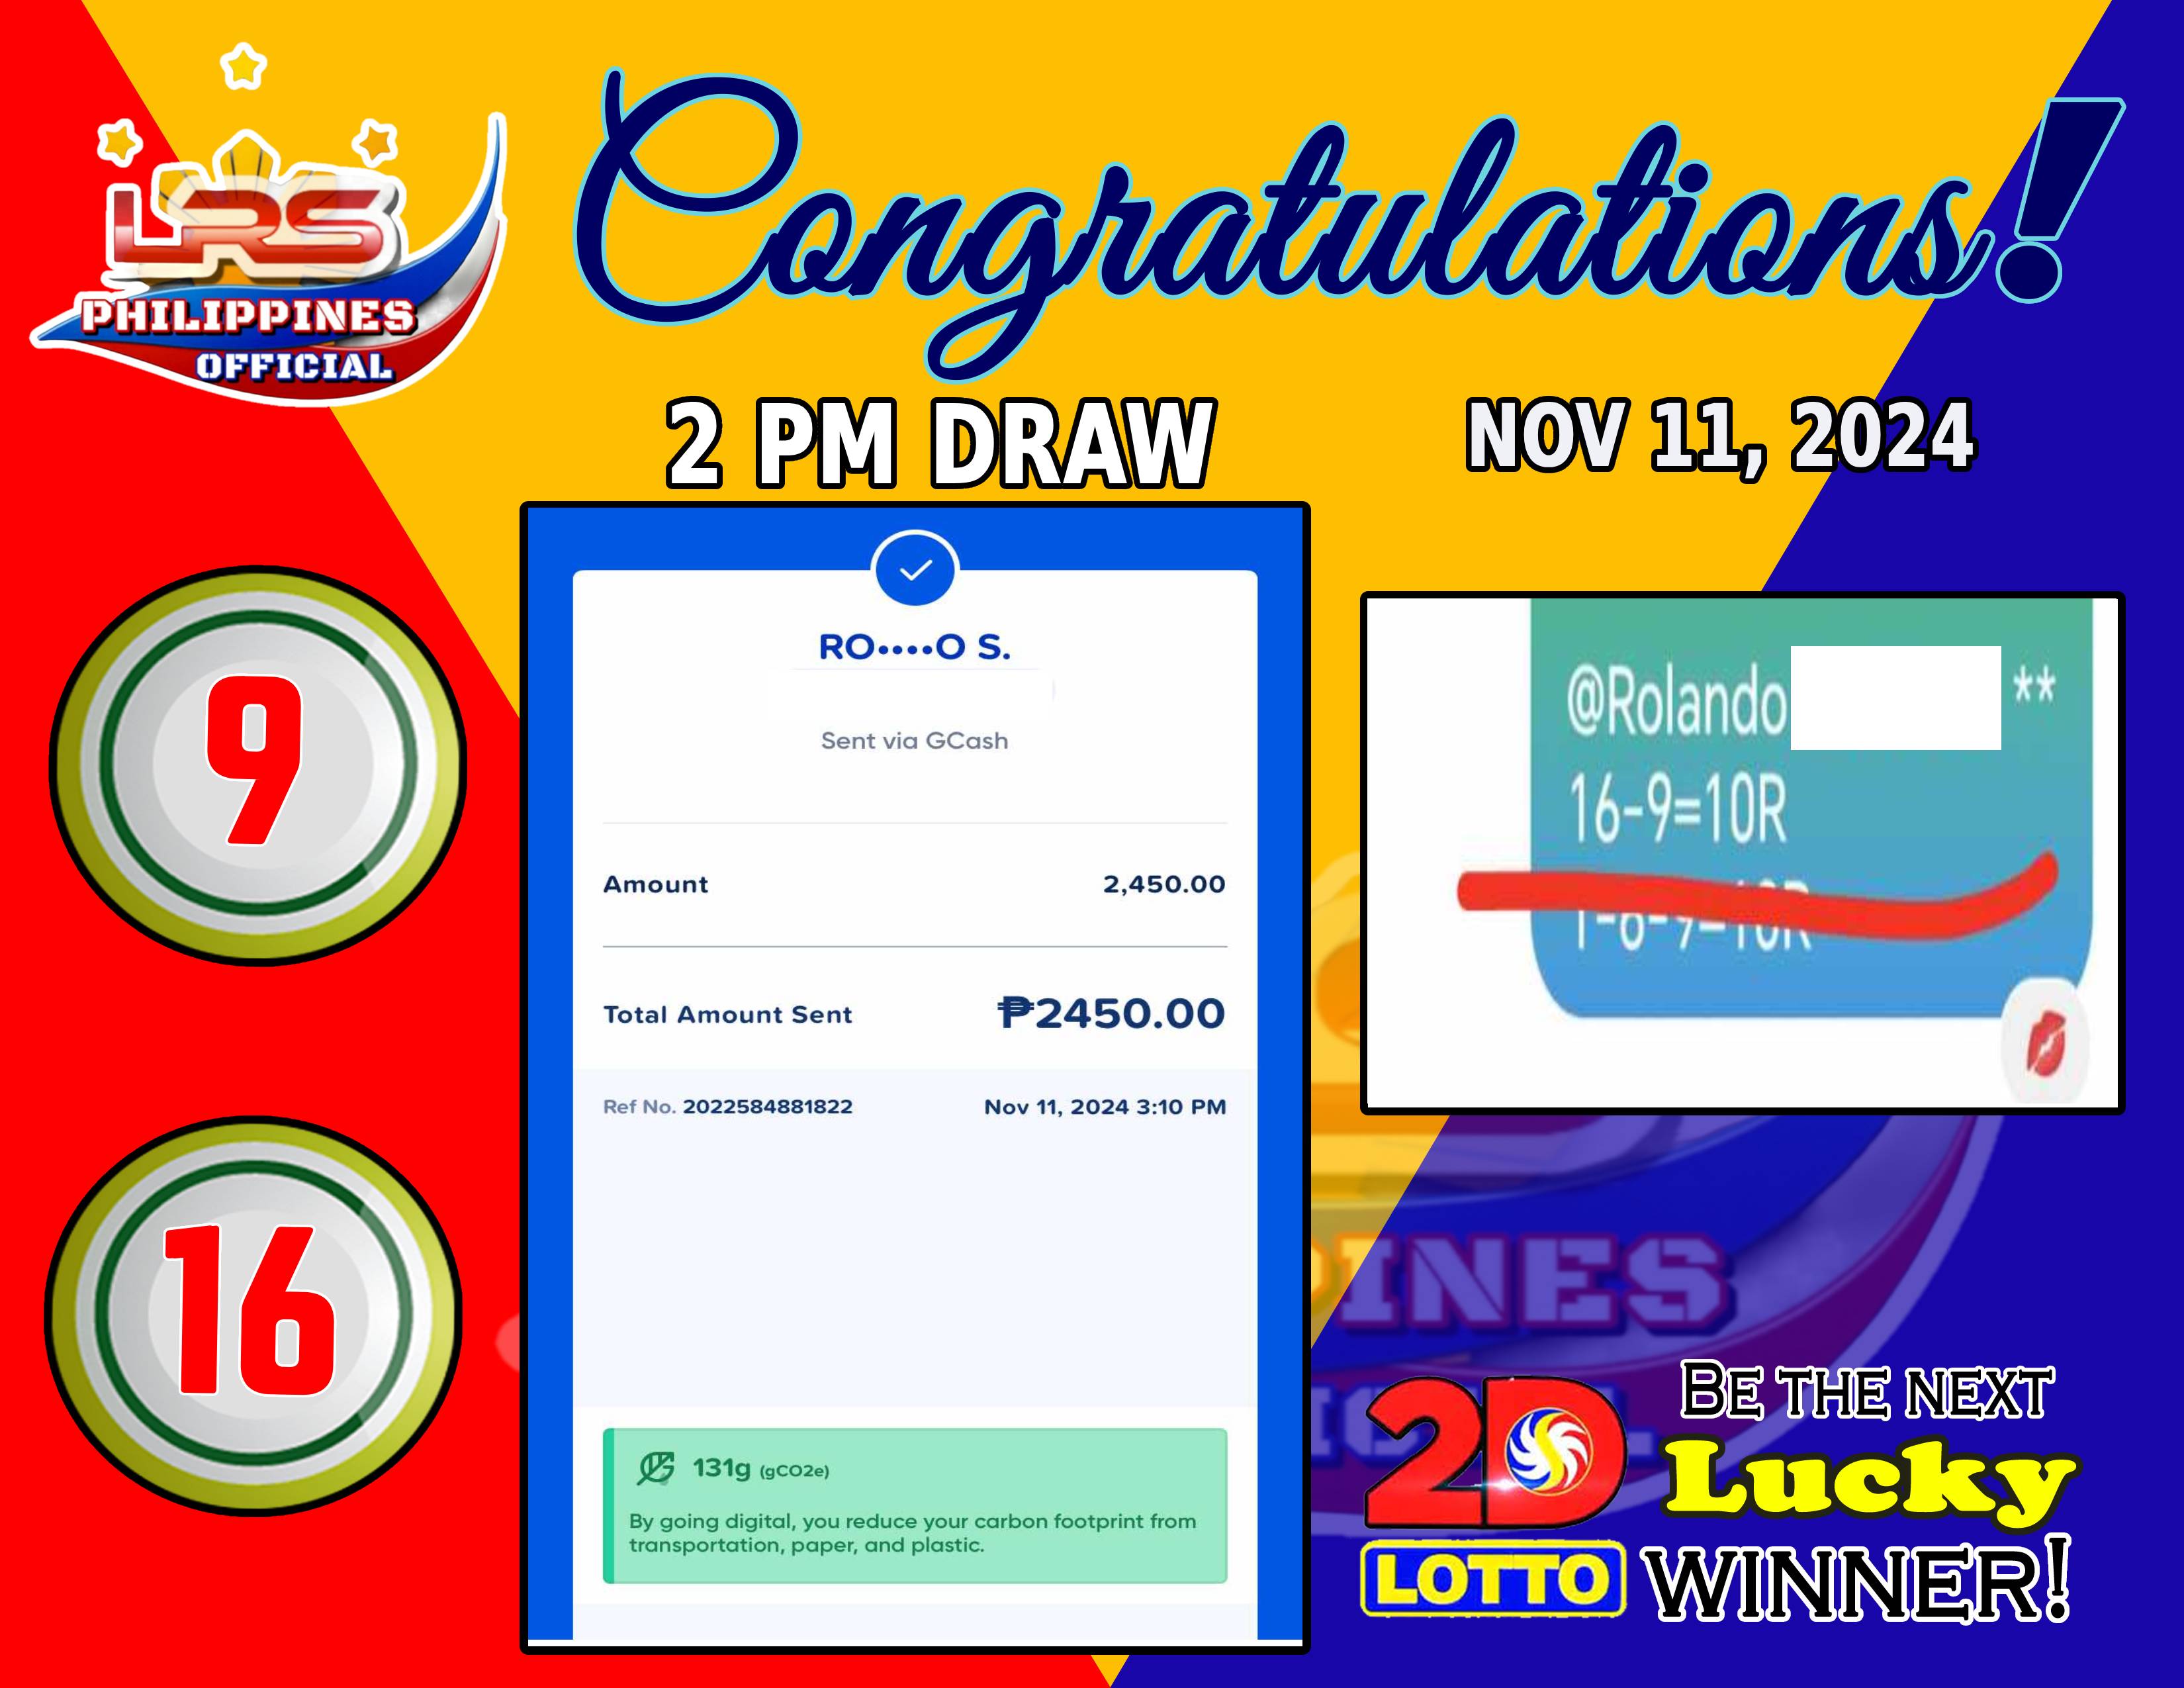 LRS
PHILIPPINES
OFFICIAL
Congratulations!
2 PM DRAW
NOV 11, 2024
9
16
RO••••O S.
Sent via GCash
Amount 2,450.00
Total Amount Sent ₱2450.00
Ref No. 2022584881822 Nov 11, 2024 3:10 PM
131g (gCO2e)
By going digital, you reduce your carbon footprint from
transportation, paper, and plastic.
@Rolando **
16-9=10R
PINES
2D
LOTTO
BE THE NEXT
Lucky
WINNER!